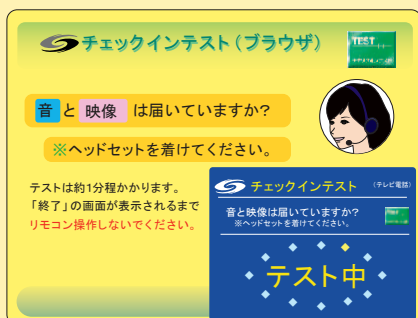 チェックインテスト(ブラウザ)
TEST
音 と 映像 は届いていますか?
※ヘッドセットを着けてください。
テストは約1分程かかります。
「終了」の画面が表示されるまで
リモコン操作しないでください。
チェックインテスト (テレビ電話)
音と映像は届いていますか?
※ヘッドセットを着けてください。
テスト中